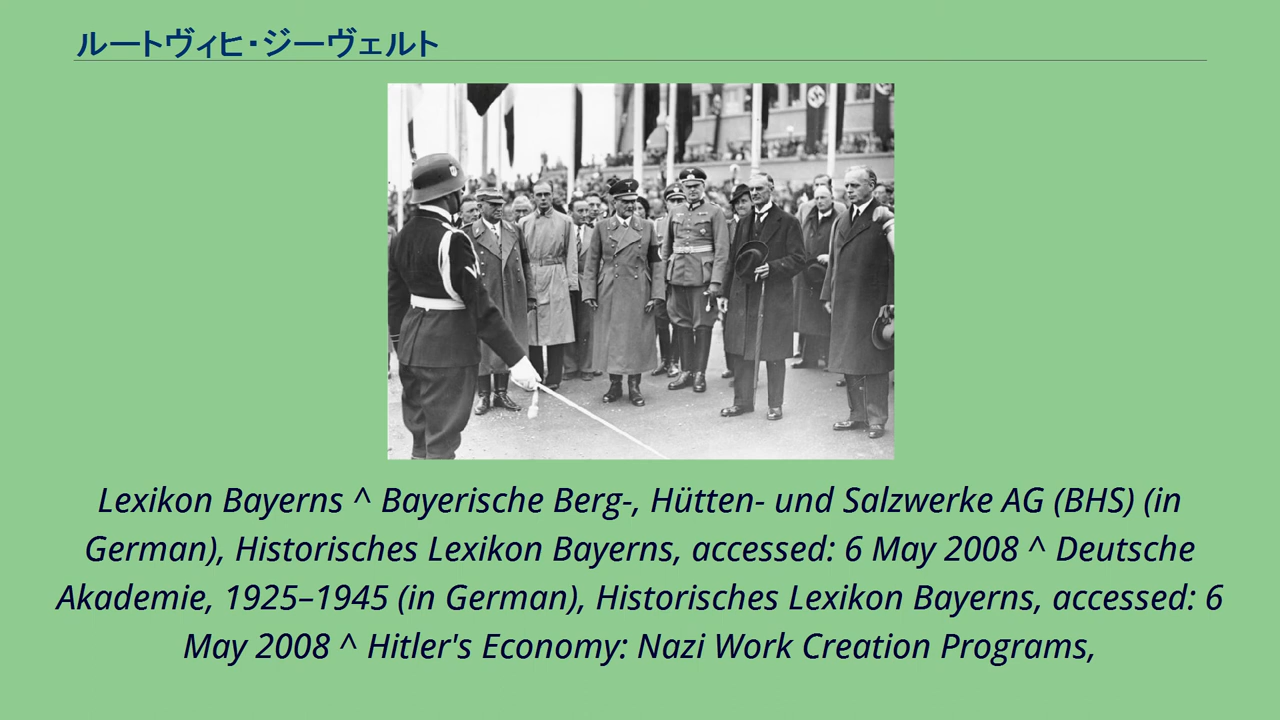 ルートヴィヒ・ジーヴェルト
Lexikon Bayerns ^ Bayerische Berg-, Hütten- und Salzwerke AG (BHS) (in
German), Historisches Lexikon Bayerns, accessed: 6 May 2008 ^ Deutsche
Akademie, 1925–1945 (in German), Historisches Lexikon Bayerns, accessed: 6
May 2008 ^ Hitler's Economy: Nazi Work Creation Programs,